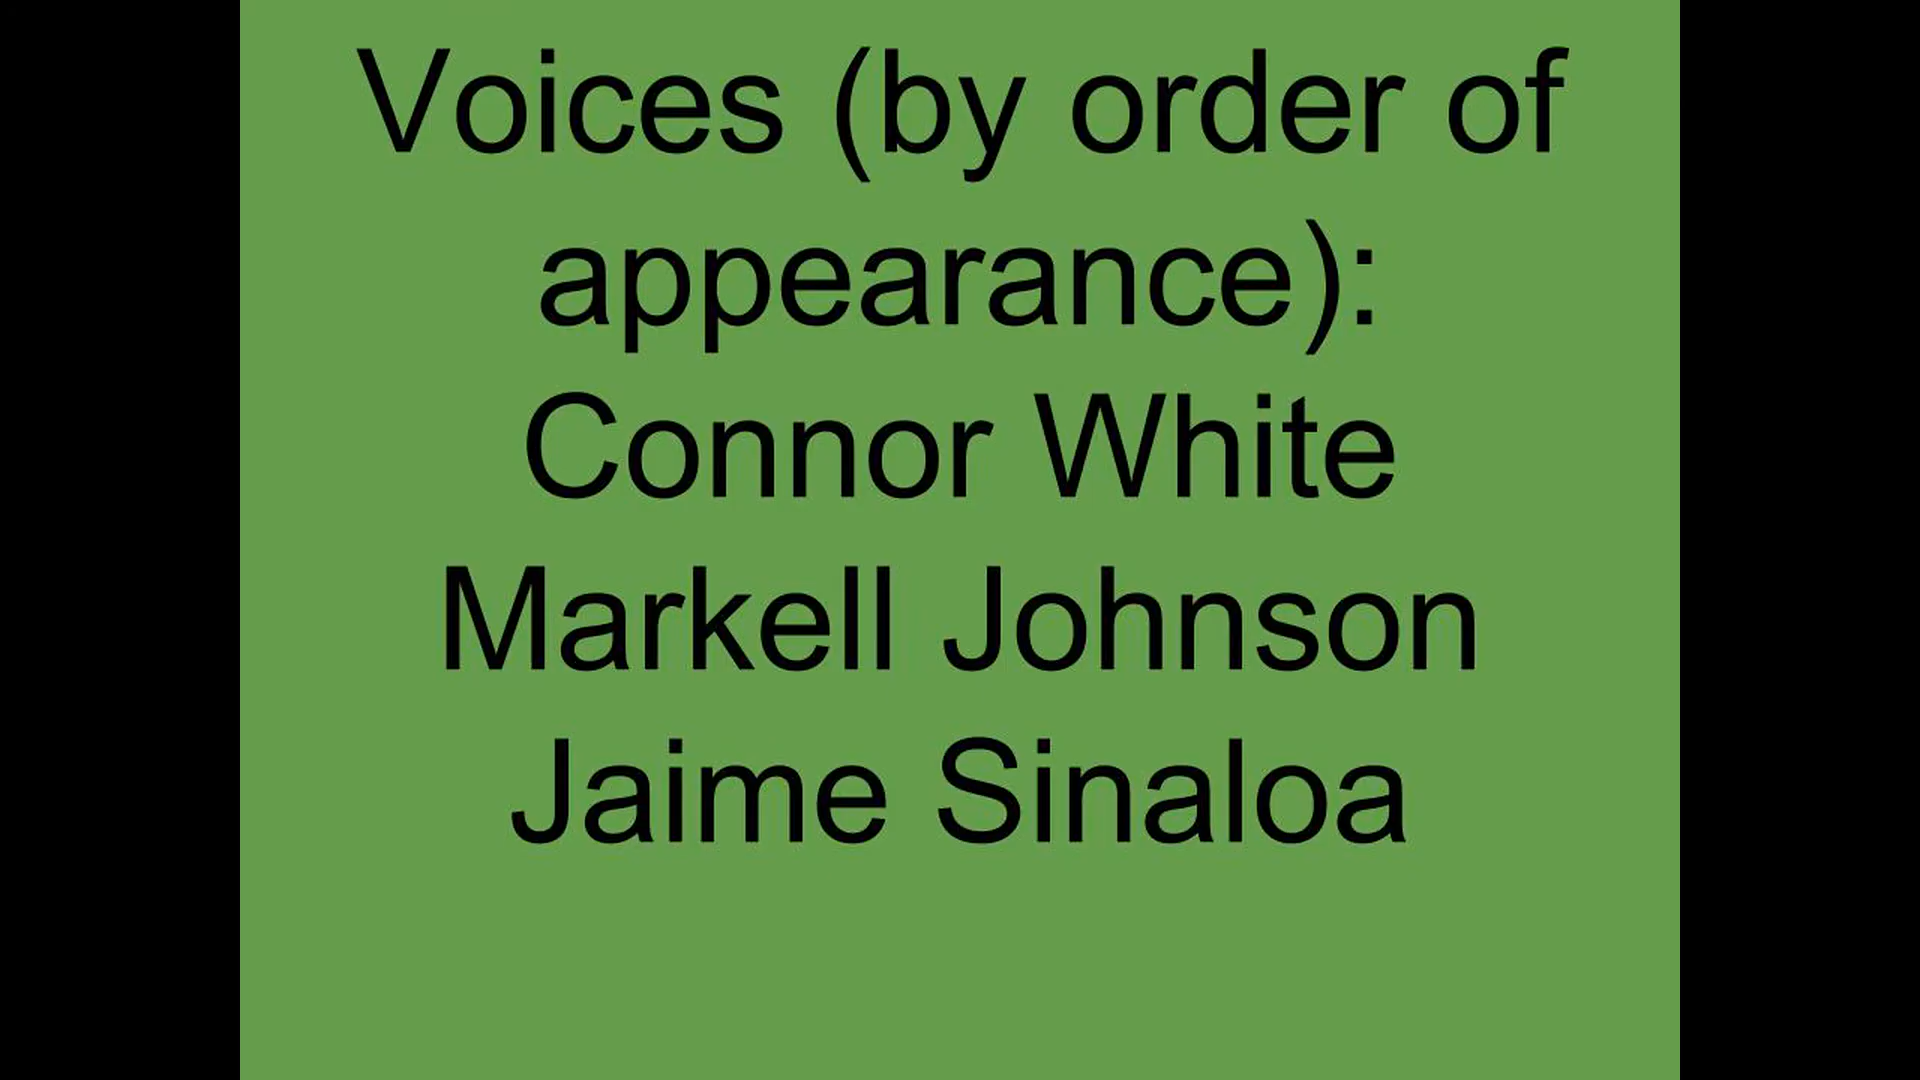 Voices (by order of
appearance):
Connor White
Markell Johnson
Jaime Sinaloa